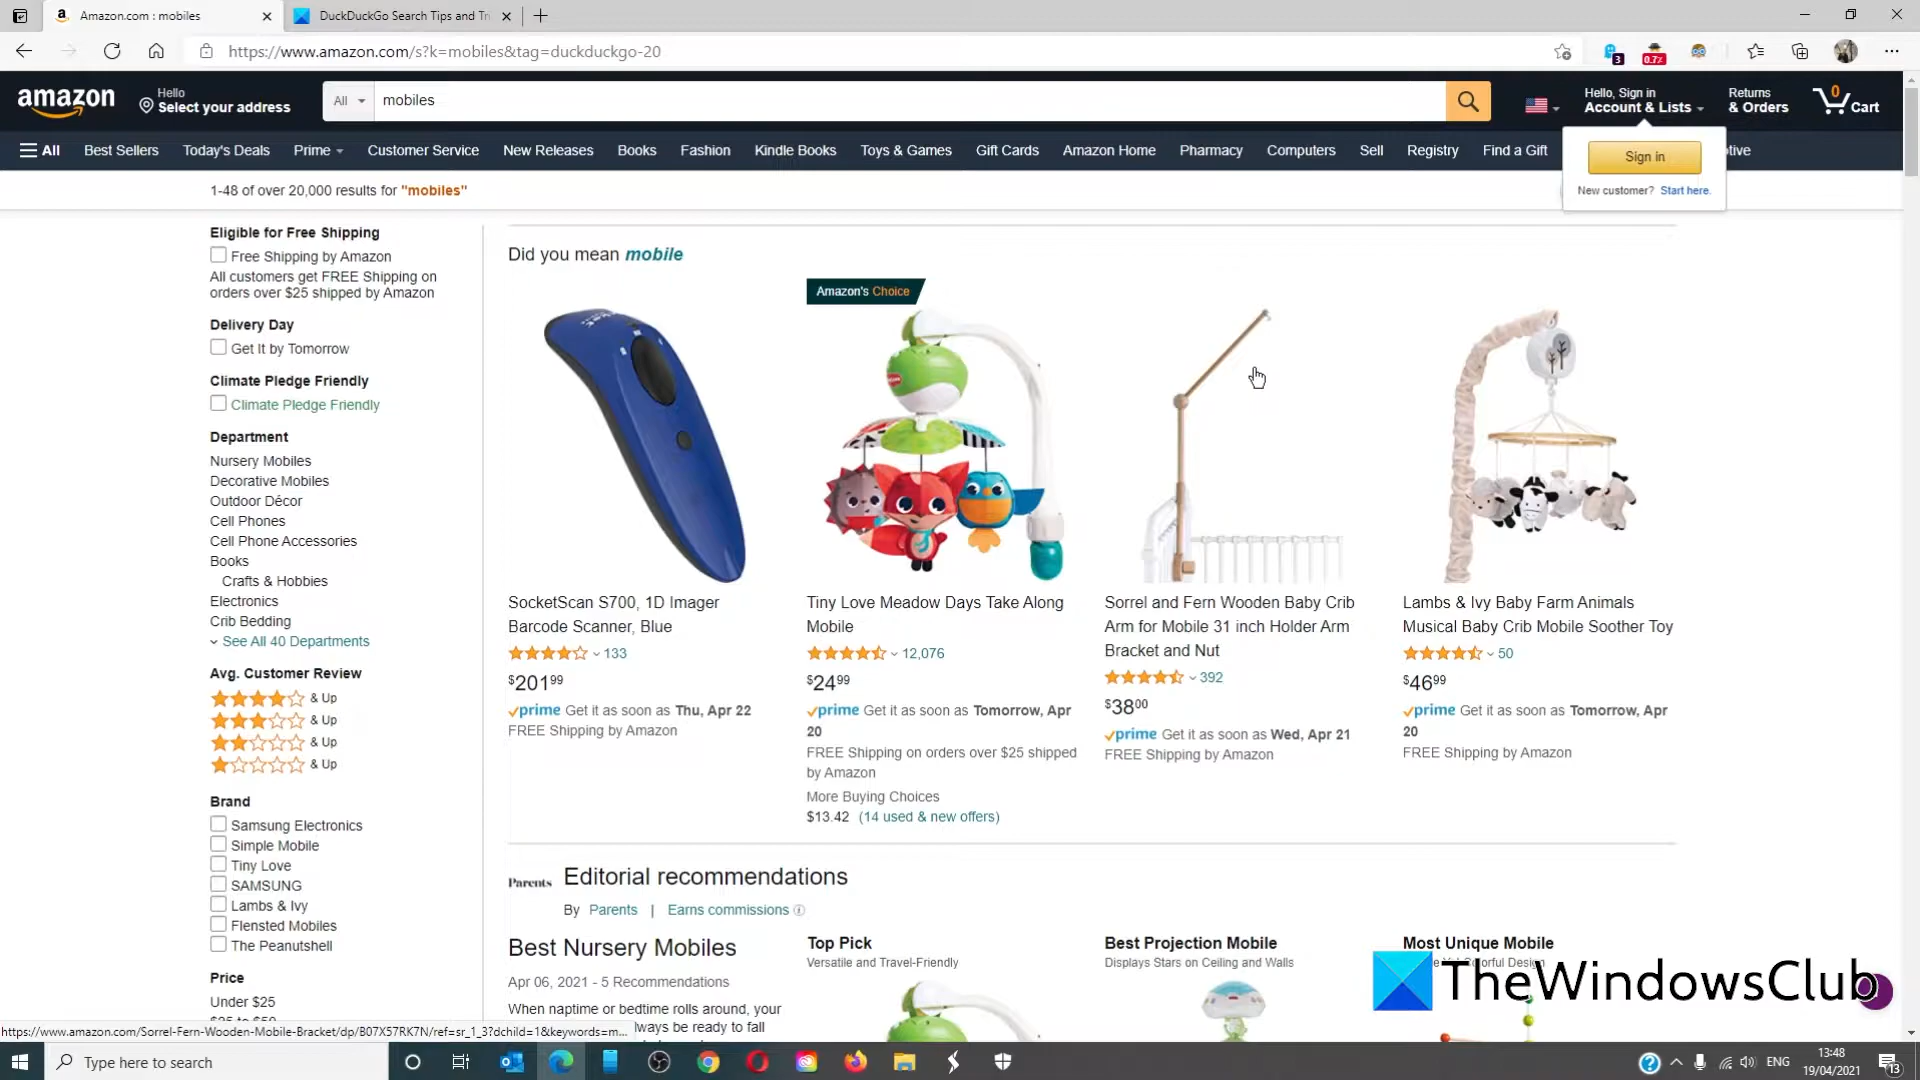 Amazon.com : mobiles
DuckDuckGo Search Tips and Tr
https://www.amazon.com/s?k=mobiles&tag=duckduckgo-20
3
0.7%
amazon
Hello
Select your address
All
mobiles
Hello, Sign in
Account & Lists
Returns
& Orders
0
Cart
All
Best Sellers
Today's Deals
Prime
Customer Service
New Releases
Books
Fashion
Kindle Books
Toys & Games
Gift Cards
Amazon Home
Pharmacy
Computers
Sell
Registry
Find a Gift
tive
Sign in
New customer? Start here.
1-48 of over 20,000 results for "mobiles"
Eligible for Free Shipping
Free Shipping by Amazon
All customers get FREE Shipping on
orders over $25 shipped by Amazon
Delivery Day
Get It by Tomorrow
Climate Pledge Friendly
Climate Pledge Friendly
Department
Nursery Mobiles
Decorative Mobiles
Outdoor Décor
Cell Phones
Cell Phone Accessories
Books
Crafts & Hobbies
Electronics
Crib Bedding
See All 40 Departments
Avg. Customer Review
& Up
& Up
& Up
& Up
Brand
Samsung Electronics
Simple Mobile
Tiny Love
SAMSUNG
Lambs & Ivy
Flensted Mobiles
The Peanutshell
Price
Under $25
Did you mean mobile
Amazon's Choice
SocketScan S700, 1D Imager
Barcode Scanner, Blue
133
$201.99
prime Get it as soon as Thu, Apr 22
FREE Shipping by Amazon
Tiny Love Meadow Days Take Along
Mobile
12,076
$24.99
prime Get it as soon as Tomorrow, Apr
20
FREE Shipping on orders over $25 shipped
by Amazon
More Buying Choices
$13.42 (14 used & new offers)
Sorrel and Fern Wooden Baby Crib
Arm for Mobile 31 inch Holder Arm
Bracket and Nut
392
$38.00
prime Get it as soon as Wed, Apr 21
FREE Shipping by Amazon
Lambs & Ivy Baby Farm Animals
Musical Baby Crib Mobile Soother Toy
50
$46.99
prime Get it as soon as Tomorrow, Apr
20
FREE Shipping by Amazon
Parents
Editorial recommendations
By Parents | Earns commissions
Best Nursery Mobiles
Apr 06, 2021 - 5 Recommendations
When naptime or bedtime rolls around, your
lways be ready to fall
Top Pick
Versatile and Travel-Friendly
Best Projection Mobile
Displays Stars on Ceiling and Walls
Most Unique Mobile
Colorful Design
TheWindowsClub
https://www.amazon.com/Sorrel-Fern-Wooden-Mobile-Bracket/dp/B07X57RK7N/ref=sr_1_3?dchild=1&keywords=m...
Type here to search
ENG
13:48
19/04/2021
13